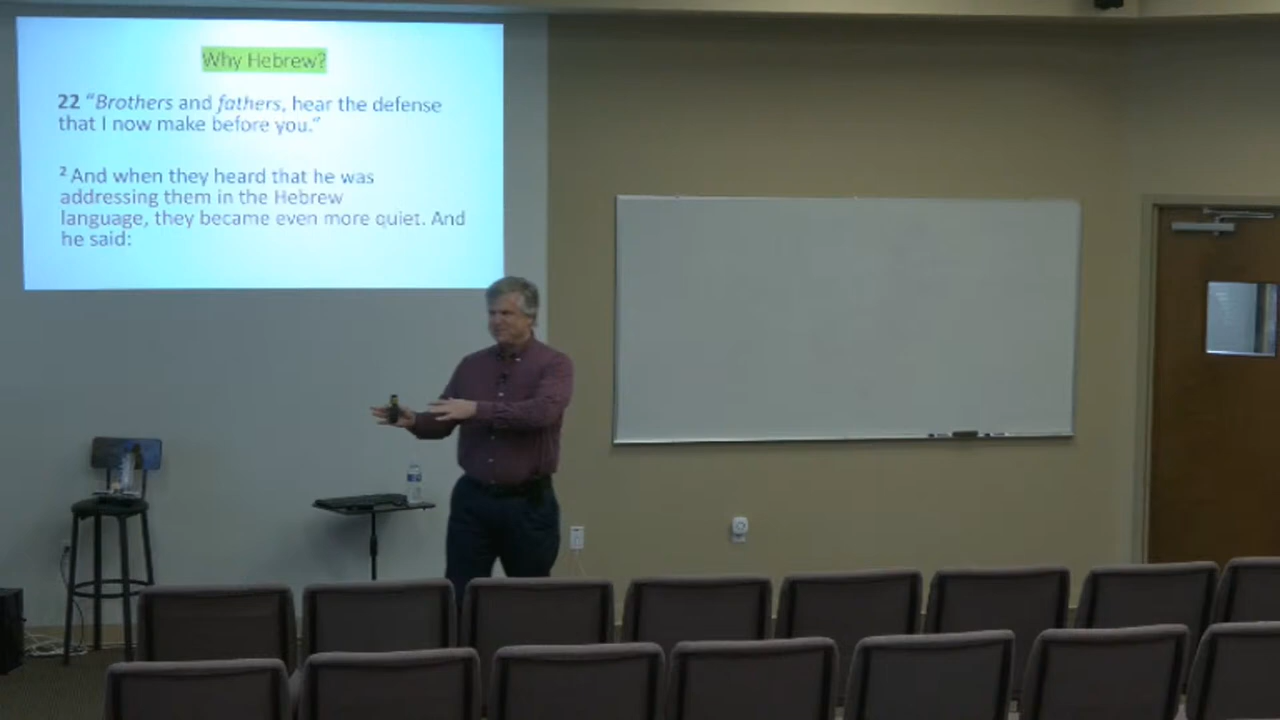 Why Hebrew?
22 “Brothers and fathers, hear the defense
that I now make before you.”
2 And when they heard that he was
addressing them in the Hebrew
language, they became even more quiet. And
he said: